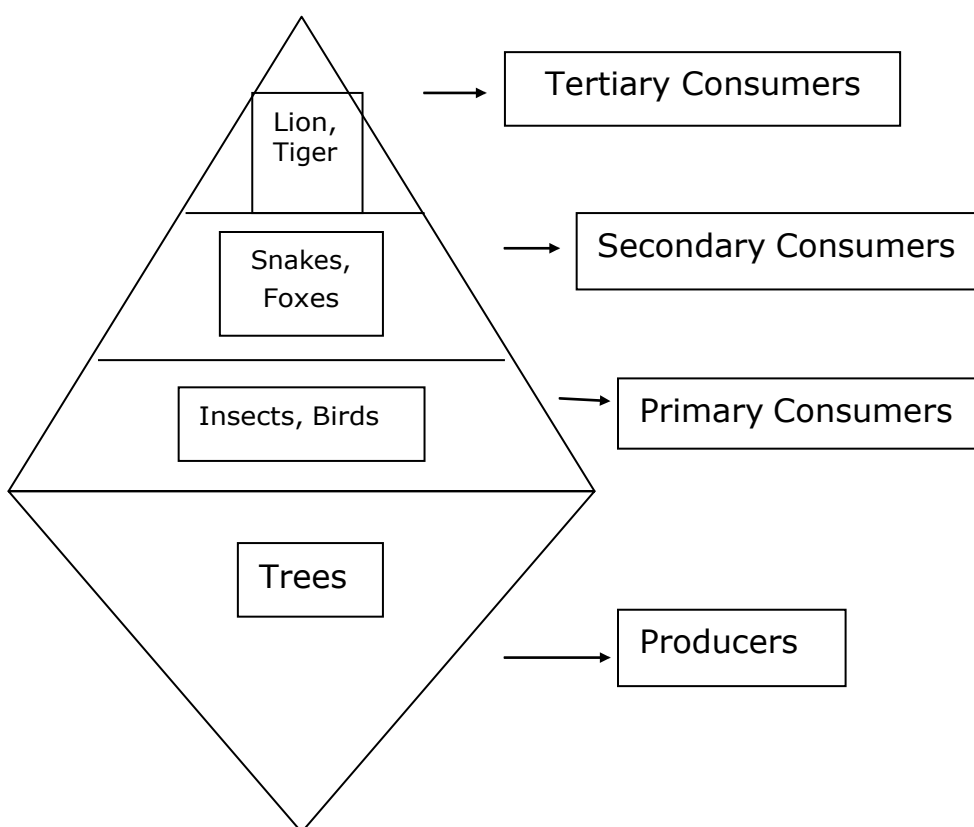 Tertiary Consumers
Lion,
Tiger
Secondary Consumers
Snakes,
Foxes
Primary Consumers
Insects, Birds
Trees
Producers